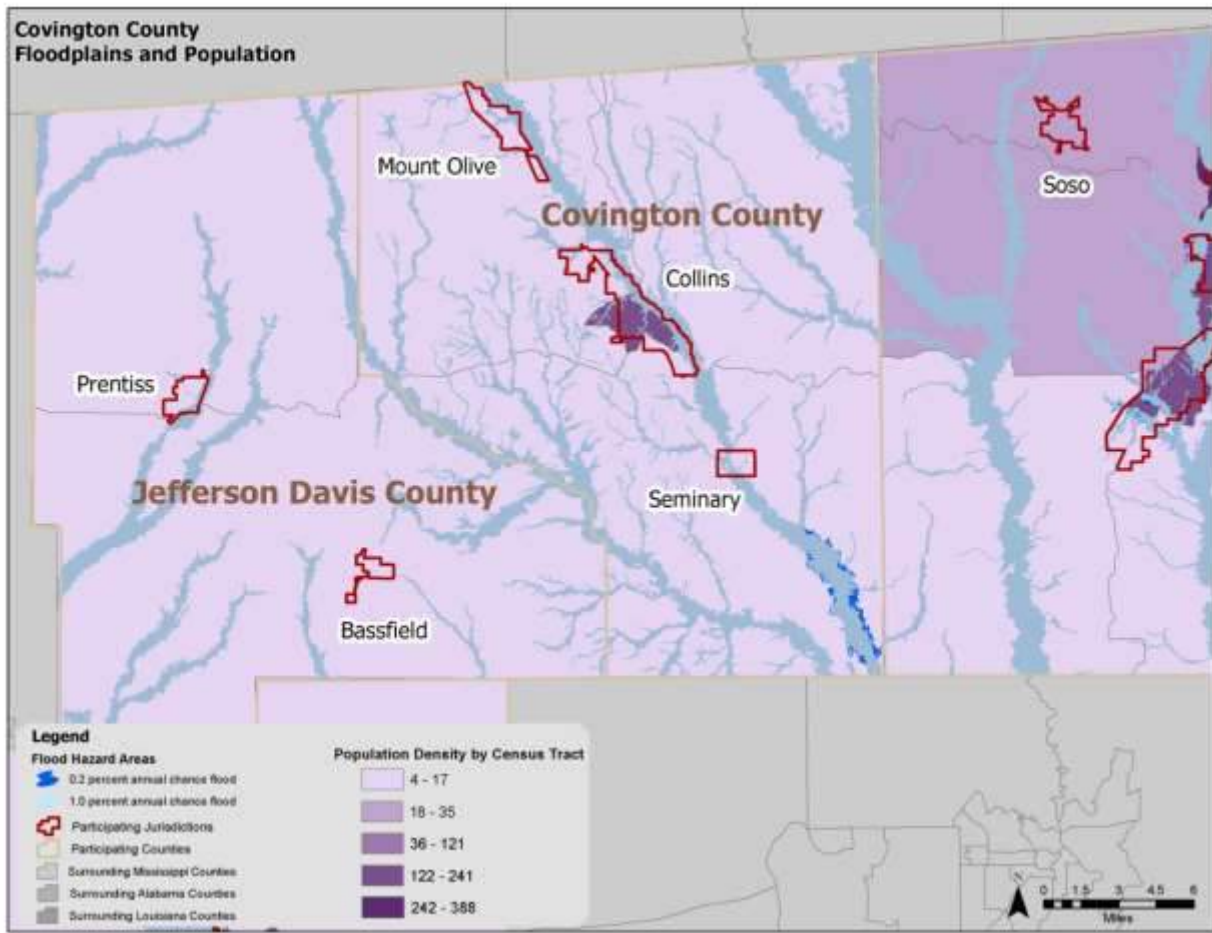 Covington County
Floodplains and Population
Mount Olive
Soso
Covington County
Collins
Prentiss
Jefferson Davis County
Seminary
Bassfield
Legend
Flood Hazard Areas
0.2 percent annual chance flood
1.0 percent annual chance flood
Participating Jurisdictions
Participating Counties
Surrounding Mississippi Counties
Surrounding Alabama Counties
Surrounding Louisiana Counties
Population Density by Census Tract
4 - 17
18 - 35
36 - 121
122 - 241
242 - 388
N
0 1.5 3 4.5 6
Miles